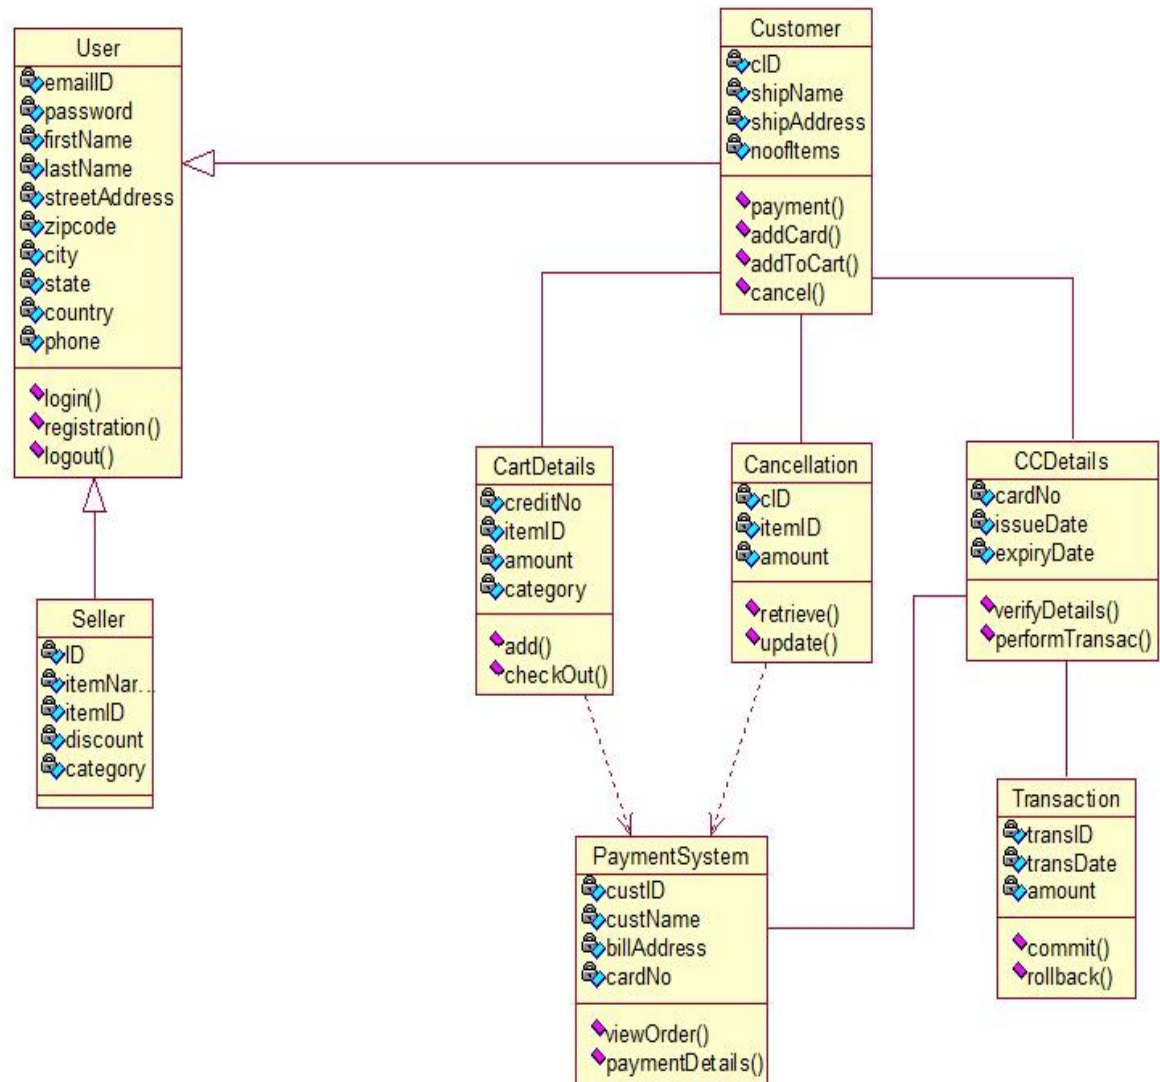 User
emailID
password
firstName
lastName
streetAddress
zipcode
city
state
country
phone
login()
registration()
logout()
Customer
cID
shipName
shipAddress
noofItems
payment()
addCard()
addToCart()
cancel()
CartDetails
creditNo
itemID
amount
category
add()
checkOut()
Cancellation
cID
itemID
amount
retrieve()
update()
CCDetails
cardNo
issueDate
expiryDate
verifyDetails()
performTransac()
Seller
ID
itemNar...
itemID
discount
category
Transaction
transID
transDate
amount
commit()
rollback()
PaymentSystem
custID
custName
billAddress
cardNo
viewOrder()
paymentDetails()